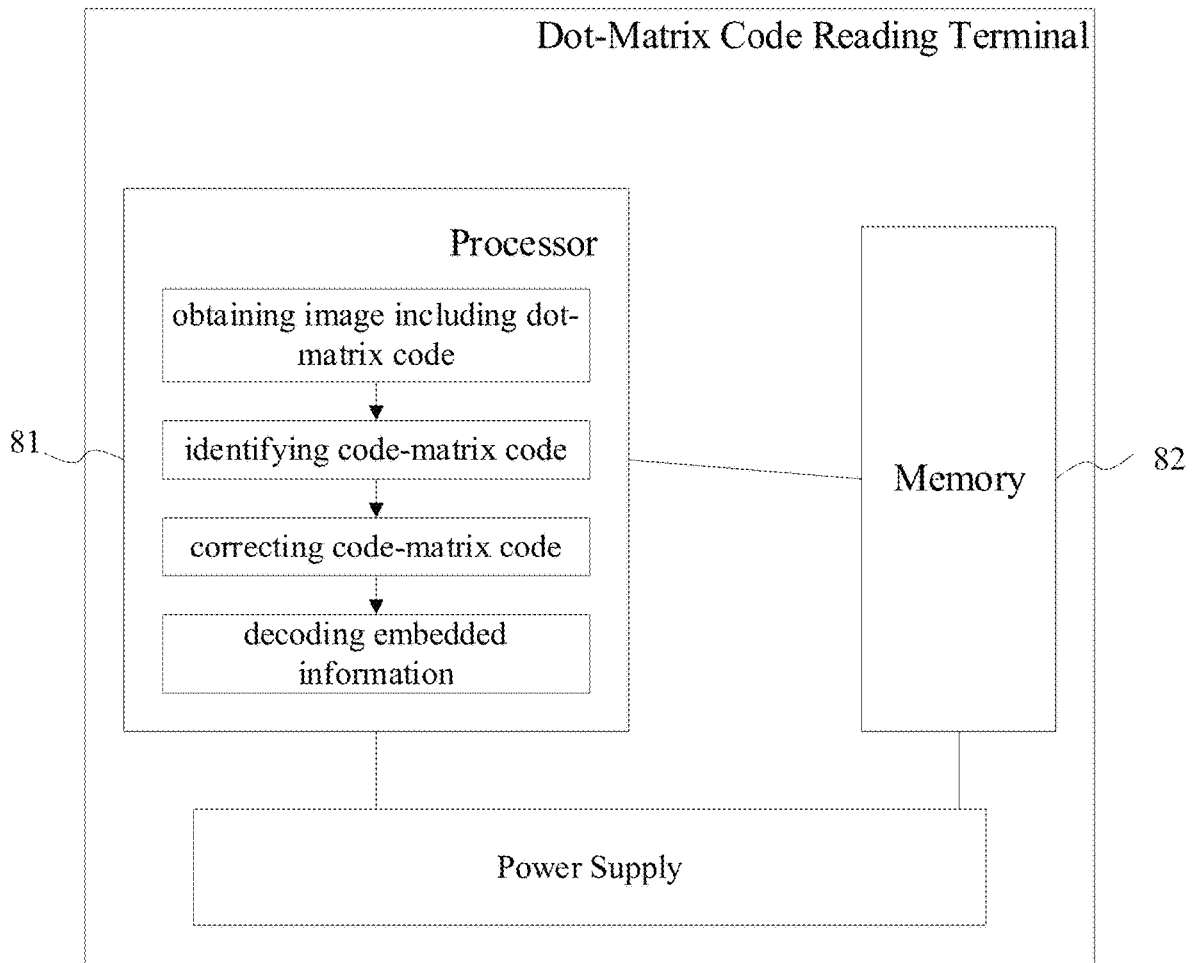 Dot-Matrix Code Reading Terminal
Processor
obtaining image including dot-
matrix code
identifying code-matrix code
correcting code-matrix code
decoding embedded
information
81
Memory
82
Power Supply